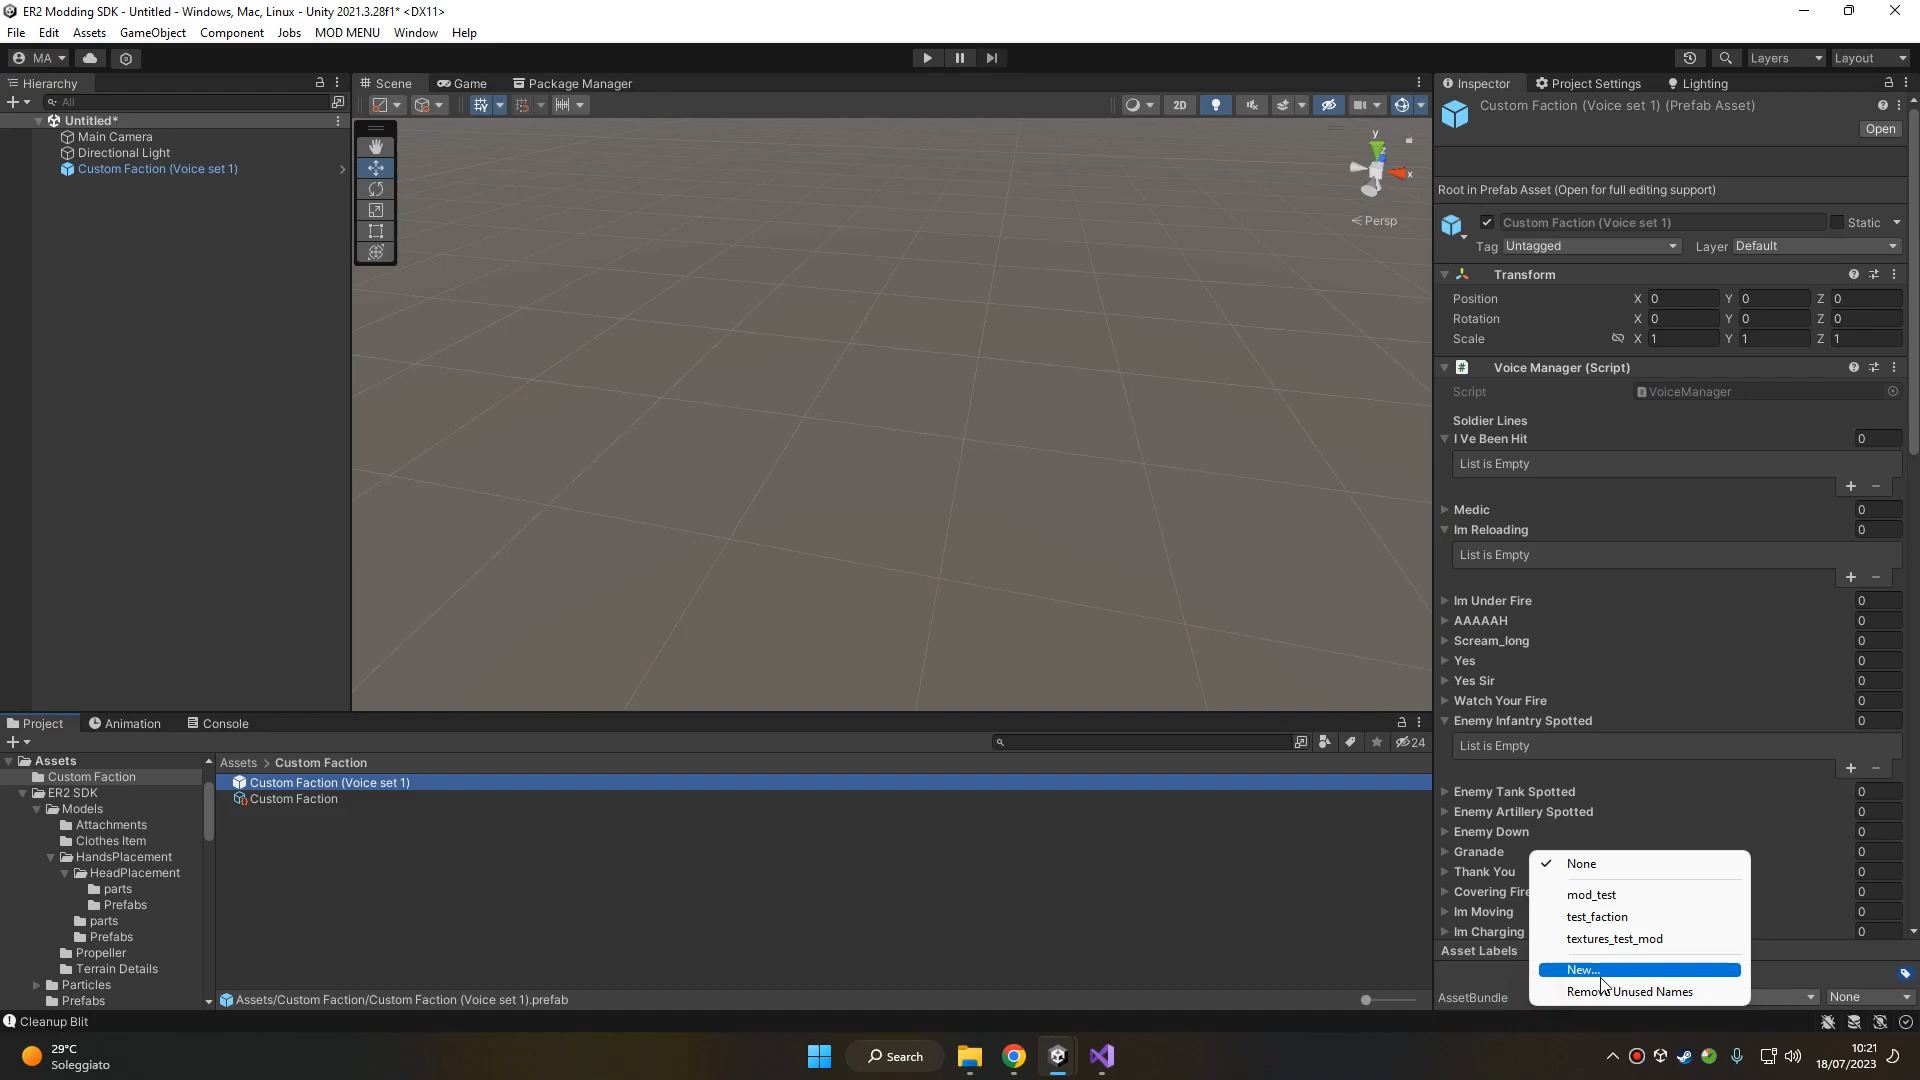 ER2 Modding SDK - Untitled - Windows, Mac, Linux - Unity 2021.3.28f1* <DX11>
File Edit Assets GameObject Component Jobs MOD MENU Window Help
MA
Layers Layout
Hierarchy
All
Untitled*
Main Camera
Directional Light
Custom Faction (Voice set 1)
Scene Game Package Manager
2D
y
z
x
Persp
Inspector Project Settings Lighting
Custom Faction (Voice set 1) (Prefab Asset)
Open
Root in Prefab Asset (Open for full editing support)
Custom Faction (Voice set 1) Static
Tag Untagged Layer Default
Transform
Position X 0 Y 0 Z 0
Rotation X 0 Y 0 Z 0
Scale X 1 Y 1 Z 1
Voice Manager (Script)
Script VoiceManager
Soldier Lines
I Ve Been Hit 0
List is Empty
Medic 0
Im Reloading 0
List is Empty
Im Under Fire 0
AAAAAH 0
Scream_long 0
Yes 0
Yes Sir 0
Watch Your Fire 0
Enemy Infantry Spotted 0
List is Empty
Enemy Tank Spotted 0
Enemy Artillery Spotted 0
Enemy Down 0
Granade 0
Thank You 0
Covering Fire 0
Im Moving 0
Im Charging 0
Asset Labels
AssetBundle None
None
mod_test
test_faction
textures_test_mod
New...
Remove Unused Names
Project Animation Console
24
Assets
Custom Faction
ER2 SDK
Models
Attachments
Clothes Item
HandsPlacement
HeadPlacement
parts
Prefabs
parts
Prefabs
Propeller
Terrain Details
Particles
Prefabs
Assets > Custom Faction
Custom Faction (Voice set 1)
Custom Faction
Assets/Custom Faction/Custom Faction (Voice set 1).prefab
Cleanup Blit
29°C
Soleggiato
Search
10:21
18/07/2023